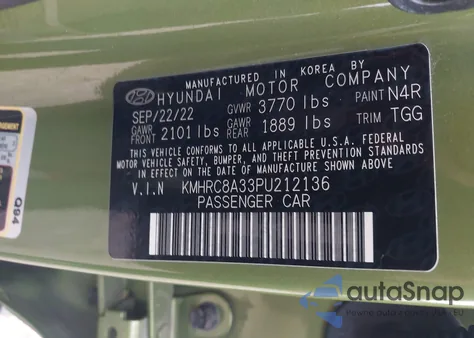 MANUFACTURED IN KOREA BY
HYUNDAI MOTOR COMPANY
SEP/22/22 GVWR 3770 lbs PAINT N4R
GAWR FRONT 2101 lbs GAWR REAR 1889 lbs TRIM TGG
THIS VEHICLE CONFORMS TO ALL APPLICABLE U.S.A. FEDERAL
MOTOR VEHICLE SAFETY, BUMPER, AND THEFT PREVENTION STANDARDS
IN EFFECT ON THE DATE OF MANUFACTURE SHOWN ABOVE.
V.I.N KMHRC8A33PU212136
PASSENGER CAR
Q94
autoSnap